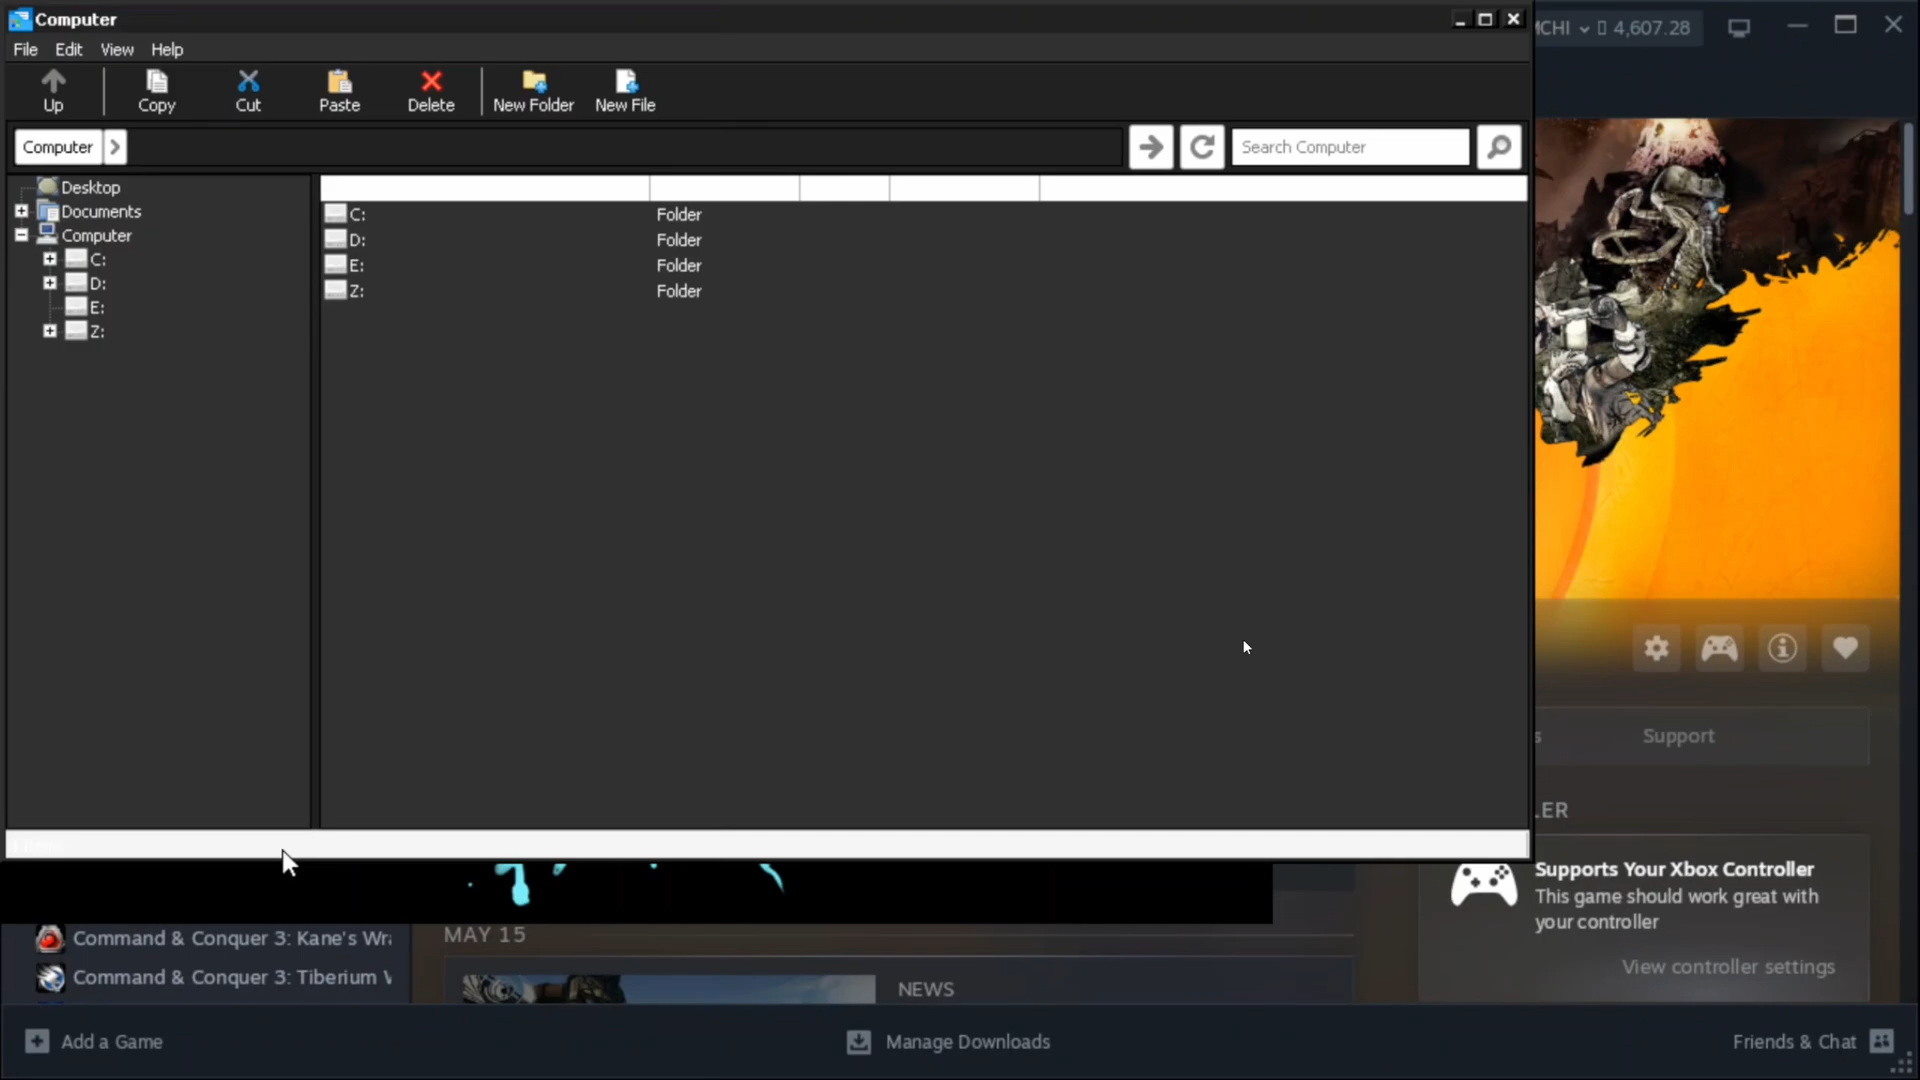 Computer
CHI 4,607.28
File Edit View Help
Up Copy Cut Paste Delete New Folder New File
Computer Search Computer
Desktop
Documents
Computer
C:
D:
E:
Z:
C: Folder
D: Folder
E: Folder
Z: Folder
s Support
LER
Supports Your Xbox Controller
This game should work great with
your controller
View controller settings
MAY 15
Command & Conquer 3: Kane's Wr
Command & Conquer 3: Tiberium
NEWS
Add a Game Manage Downloads Friends & Chat